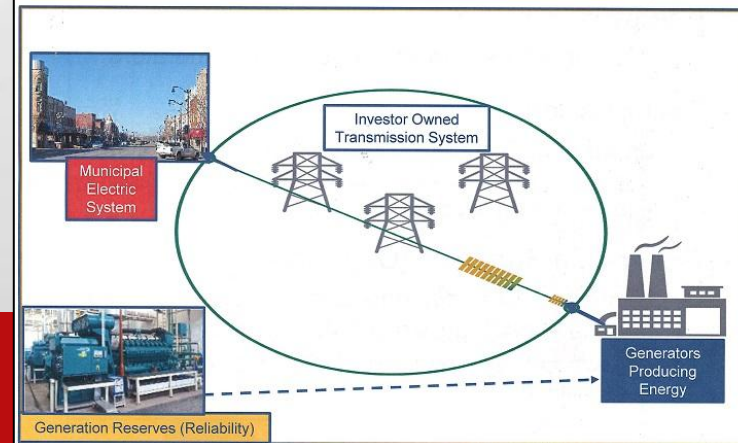 Investor Owned
Transmission System
Municipal
Electric
System
Generators
Producing
Energy
Generation Reserves (Reliability)